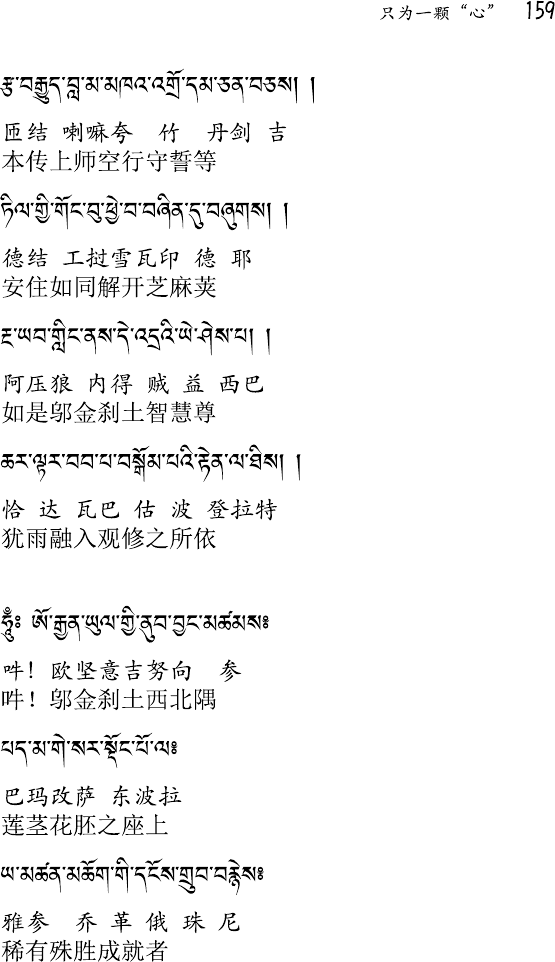 只为一颗“心” 159
རྩ་བརྒྱུད་བླ་མ་མཁའ་འགྲོ་དམ་ཅན་བཅས། །
匝结 喇嘛夸 竹 丹剑 吉
本传上师空行守誓等
ཏིལ་གྱི་གོང་བུ་ཕྱེ་བ་བཞིན་དུ་བཞུགས། །
德结 工挝雪瓦印 德 耶
安住如同解开芝麻荚
ང་ཡབ་གླིང་ནས་དེ་འདྲའི་ཡེ་ཤེས་པ། །
阿压狼 内得 贼 益 西巴
如是邬金刹土智慧尊
ཆར་ལྟར་བབ་པ་བསྒོམ་པའི་རྟེན་ལ་ཐིས། །
恰 达 瓦巴 估 波 登拉特
犹雨融入观修之所依
ཧཱུྃ༔ ཨོ་རྒྱན་ཡུལ་གྱི་ནུབ་བྱང་མཚམས༔
吽！欧坚意吉努向 参
吽！邬金刹土西北隅
པད་མ་གེ་སར་སྡོང་པོ་ལ༔
巴玛改萨 东波拉
莲茎花胚之座上
ཡ་མཚན་མཆོག་གི་དངོས་གྲུབ་བརྙེས༔
雅参 乔 革 俄 珠 尼
稀有殊胜成就者